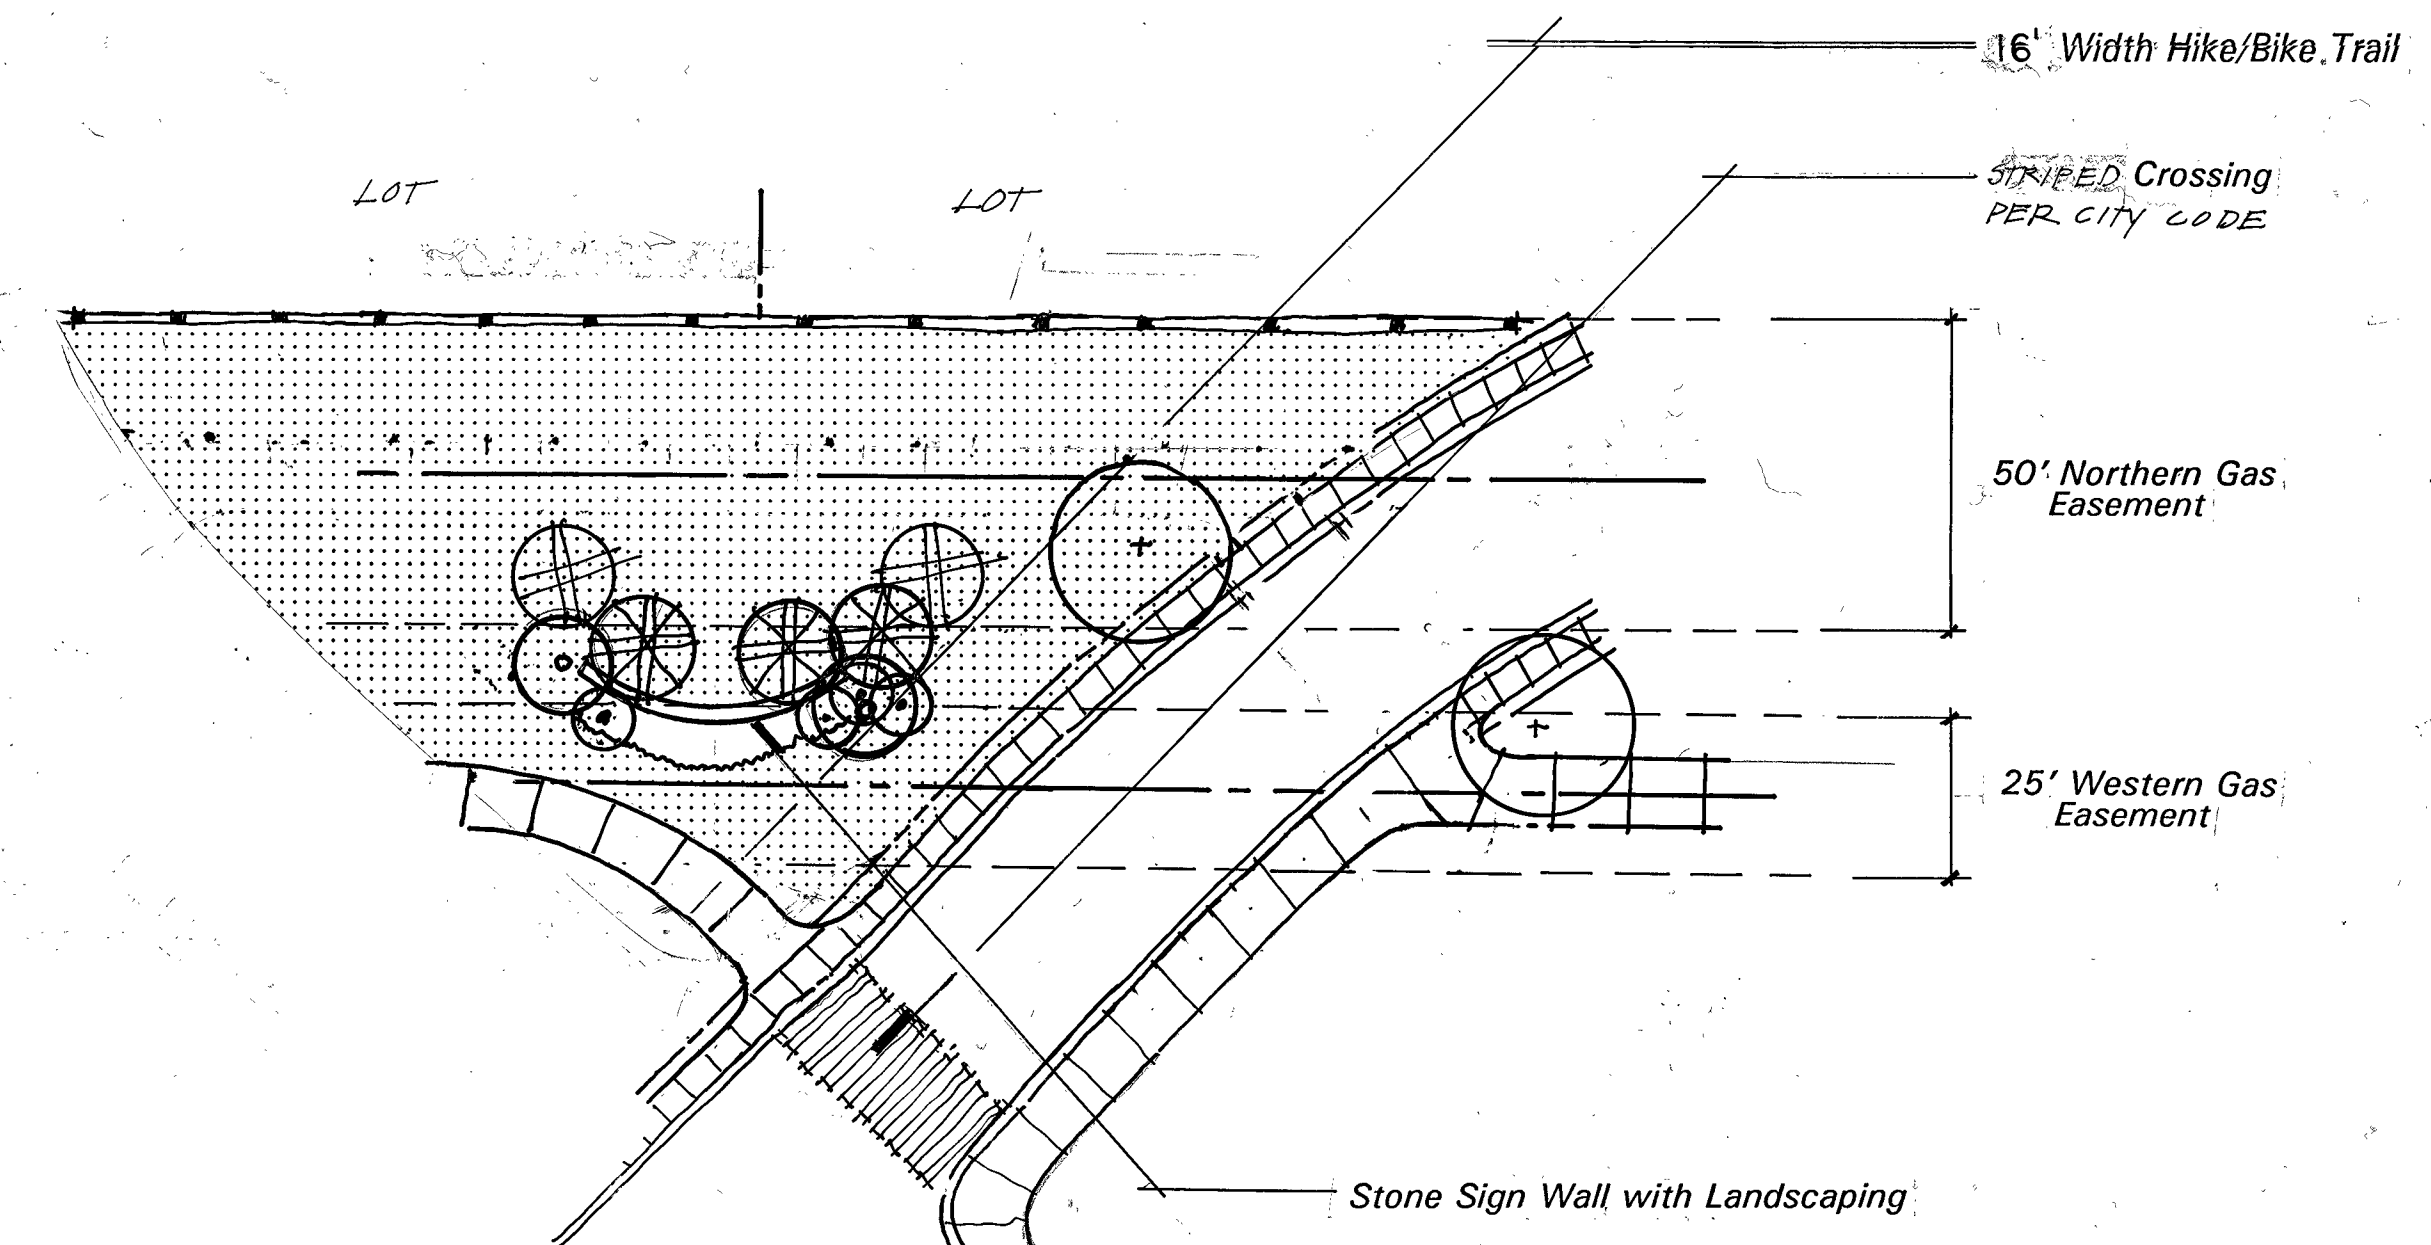 16' Width Hike/Bike Trail
STRIPED Crossing
PER CITY CODE
LOT
LOT
50' Northern Gas
Easement
25' Western Gas
Easement
Stone Sign Wall with Landscaping